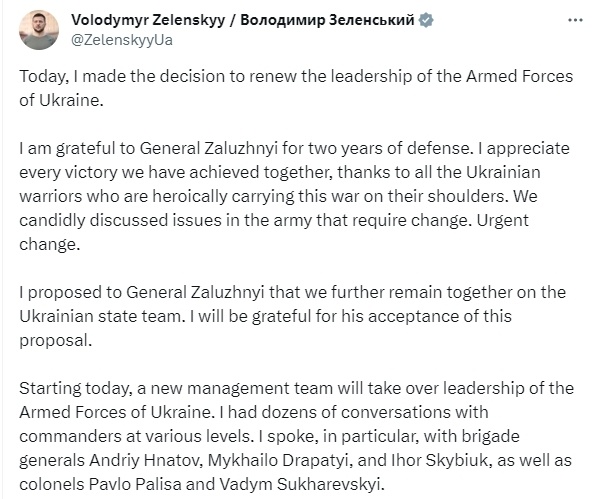 Volodymyr Zelenskyy / Володимир Зеленський
@ZelenskyyUa
Today, I made the decision to renew the leadership of the Armed Forces
of Ukraine.
I am grateful to General Zaluzhnyi for two years of defense. I appreciate
every victory we have achieved together, thanks to all the Ukrainian
warriors who are heroically carrying this war on their shoulders. We
candidly discussed issues in the army that require change. Urgent
change.
I proposed to General Zaluzhnyi that we further remain together on the
Ukrainian state team. I will be grateful for his acceptance of this
proposal.
Starting today, a new management team will take over leadership of the
Armed Forces of Ukraine. I had dozens of conversations with
commanders at various levels. I spoke, in particular, with brigade
generals Andriy Hnatov, Mykhailo Drapatyi, and Ihor Skybiuk, as well as
colonels Pavlo Palisa and Vadym Sukharevskyi.